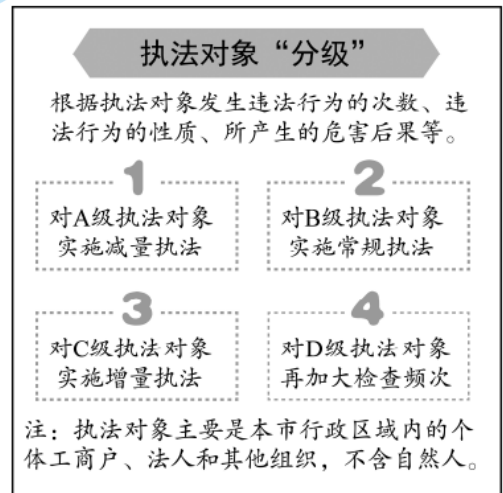 执法对象“分级”
根据执法对象发生违法行为的次数、违
法行为的性质、所产生的危害后果等。
1
对A级执法对象
实施减量执法
2
对B级执法对象
实施常规执法
3
对C级执法对象
实施增量执法
4
对D级执法对象
再加大检查频次
注：执法对象主要是本市行政区域内的个
体工商户、法人和其他组织，不含自然人。